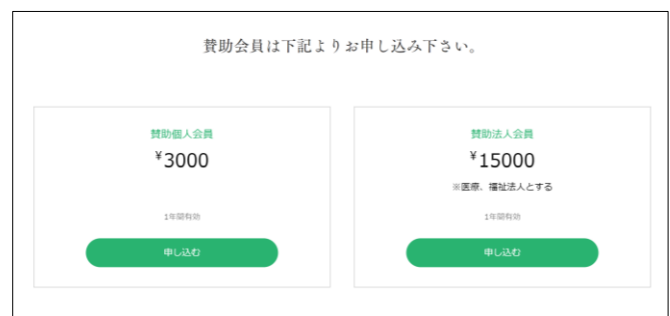 賛助会員は下記よりお申し込み下さい。
賛助個人会員
¥3000
1年間有効
申し込む
賛助法人会員
¥15000
※医療、福祉法人とする
1年間有効
申し込む